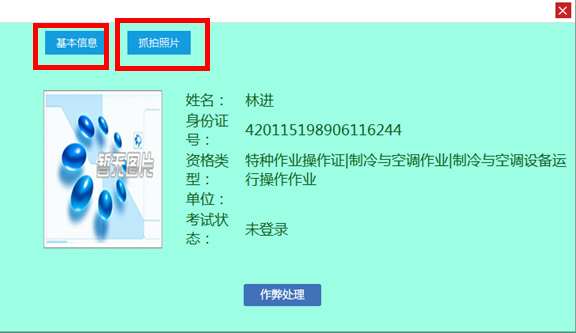 基本信息 抓拍照片
暂无图片
姓名： 林进
身份证号： 420115198906116244
资格类型： 特种作业操作证|制冷与空调作业|制冷与空调设备运
行操作作业
单位：
考试状态： 未登录
作弊处理